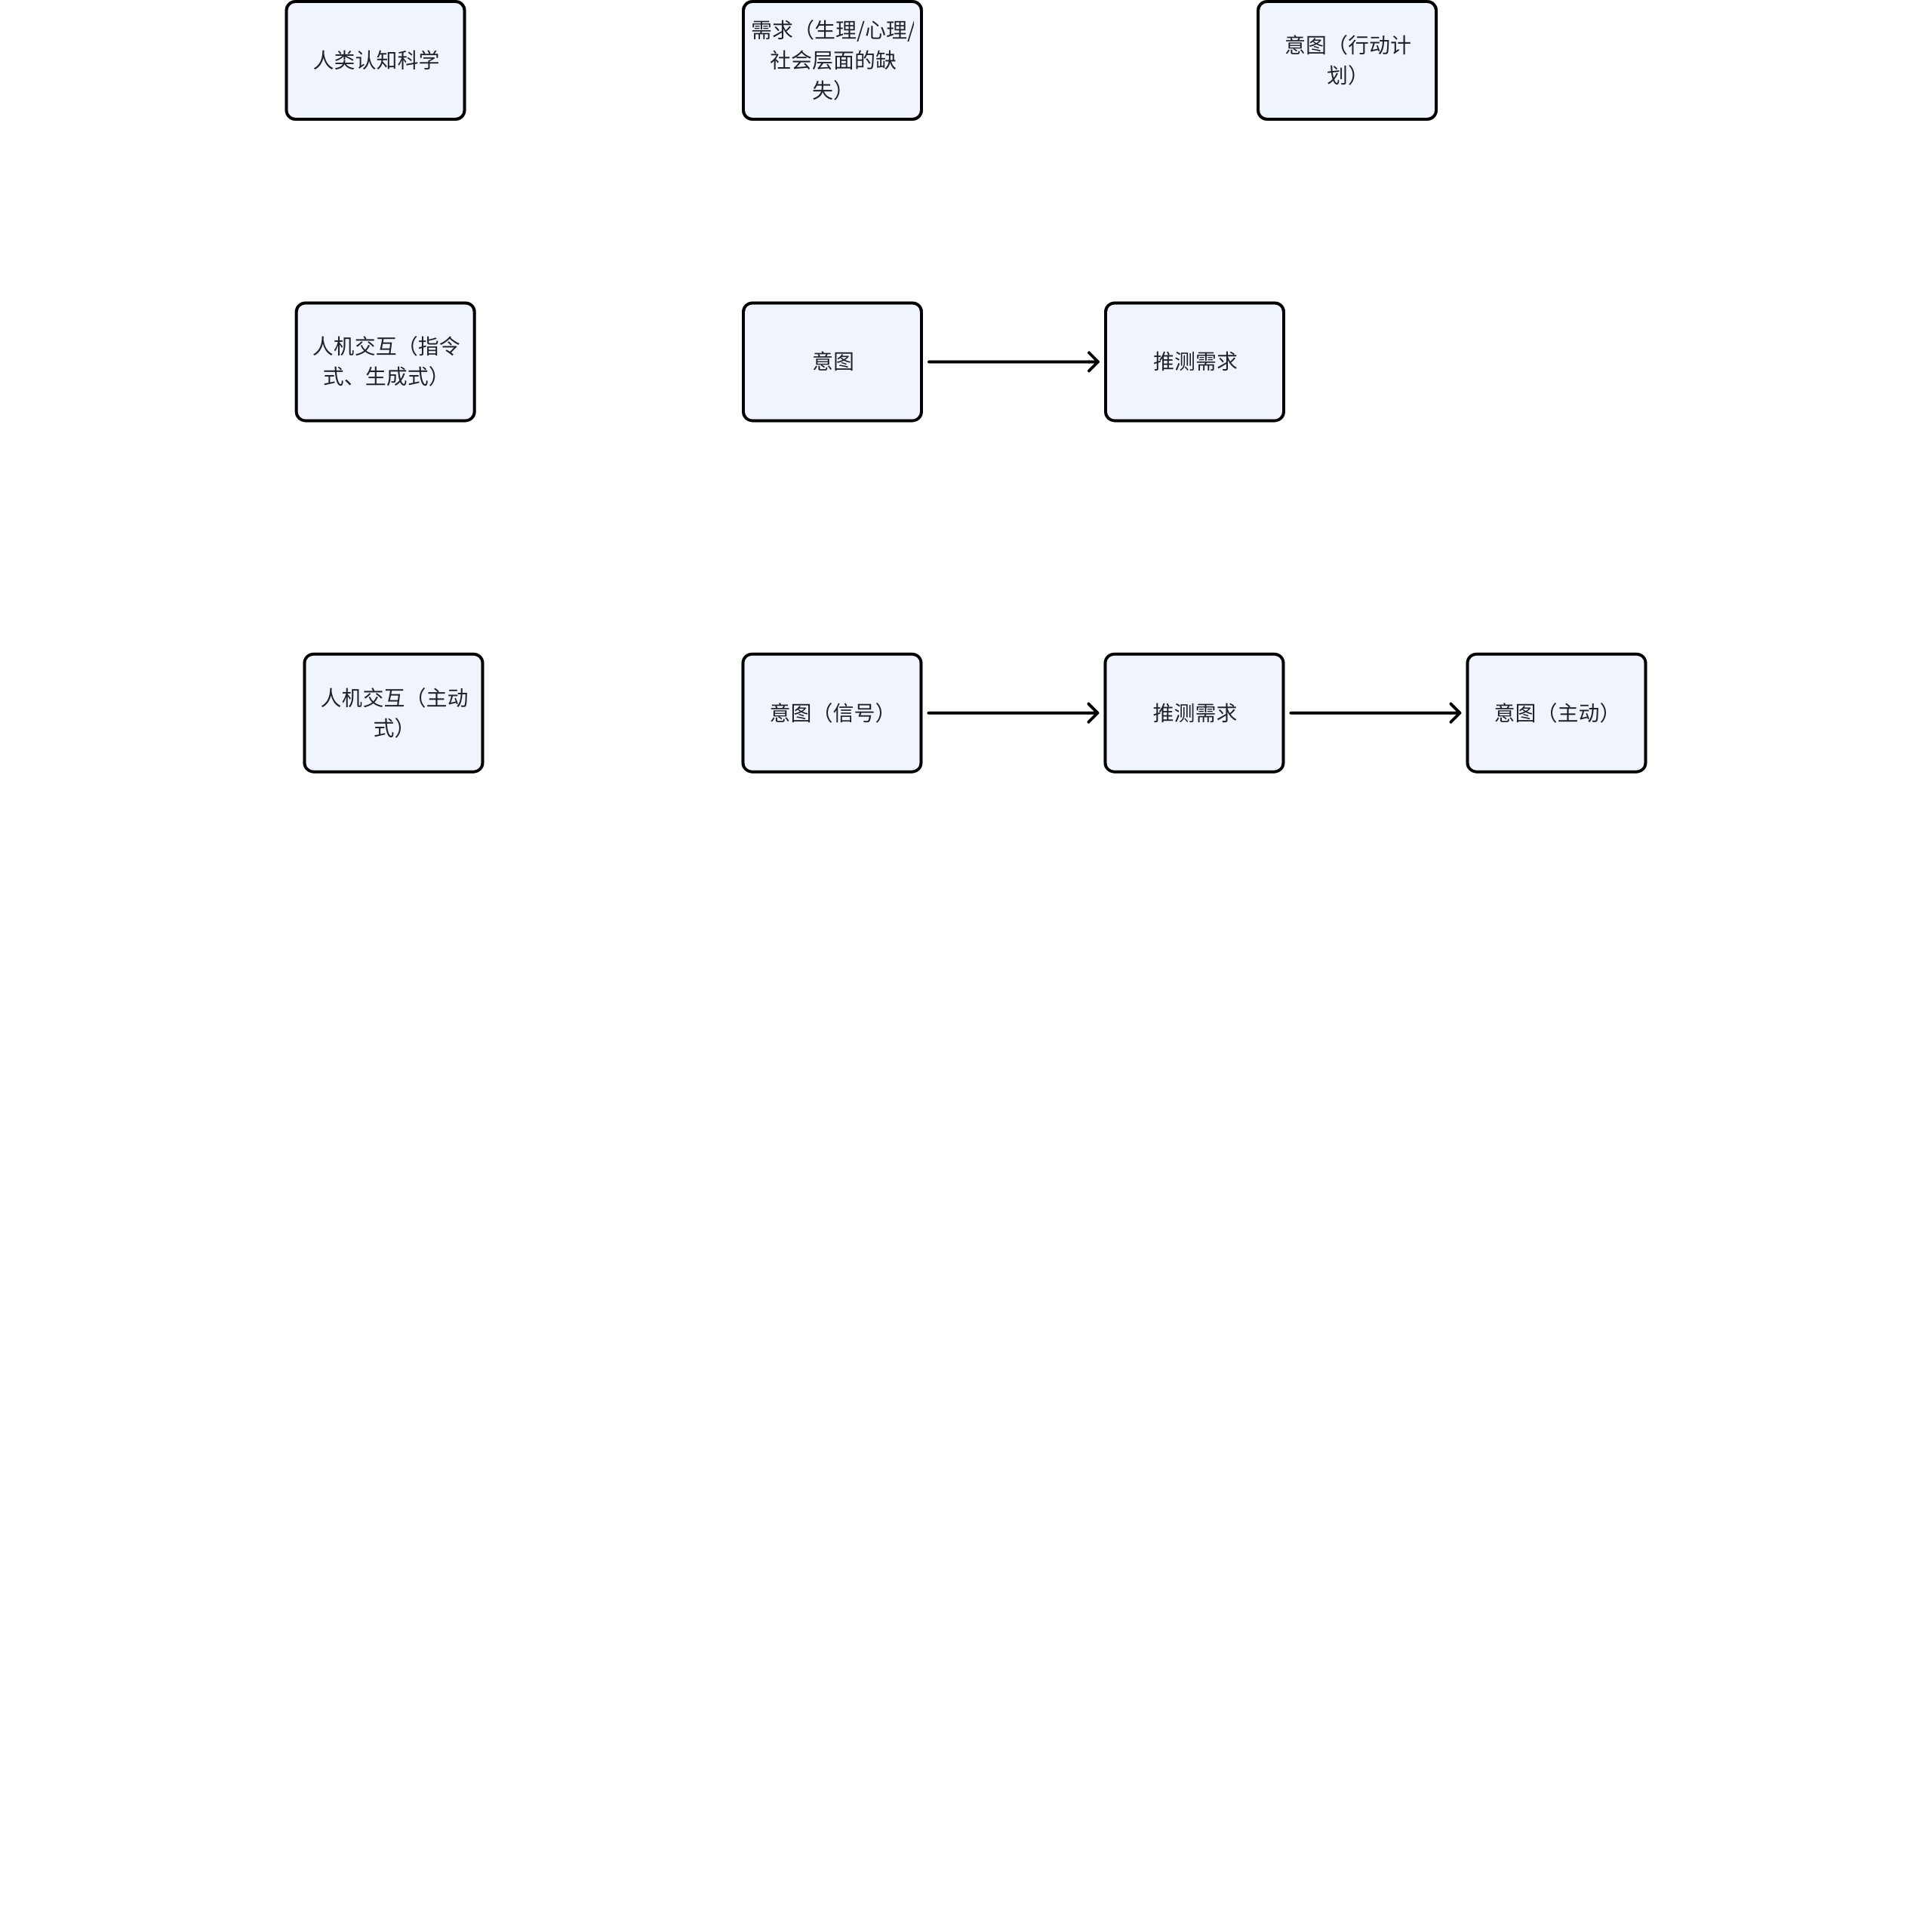 人类认知科学
需求（生理/心理/
社会层面的缺
失）
意图（行动计
划）
人机交互（指令
式、生成式）
意图
推测需求
人机交互（主动
式）
意图（信号）
推测需求
意图（主动）